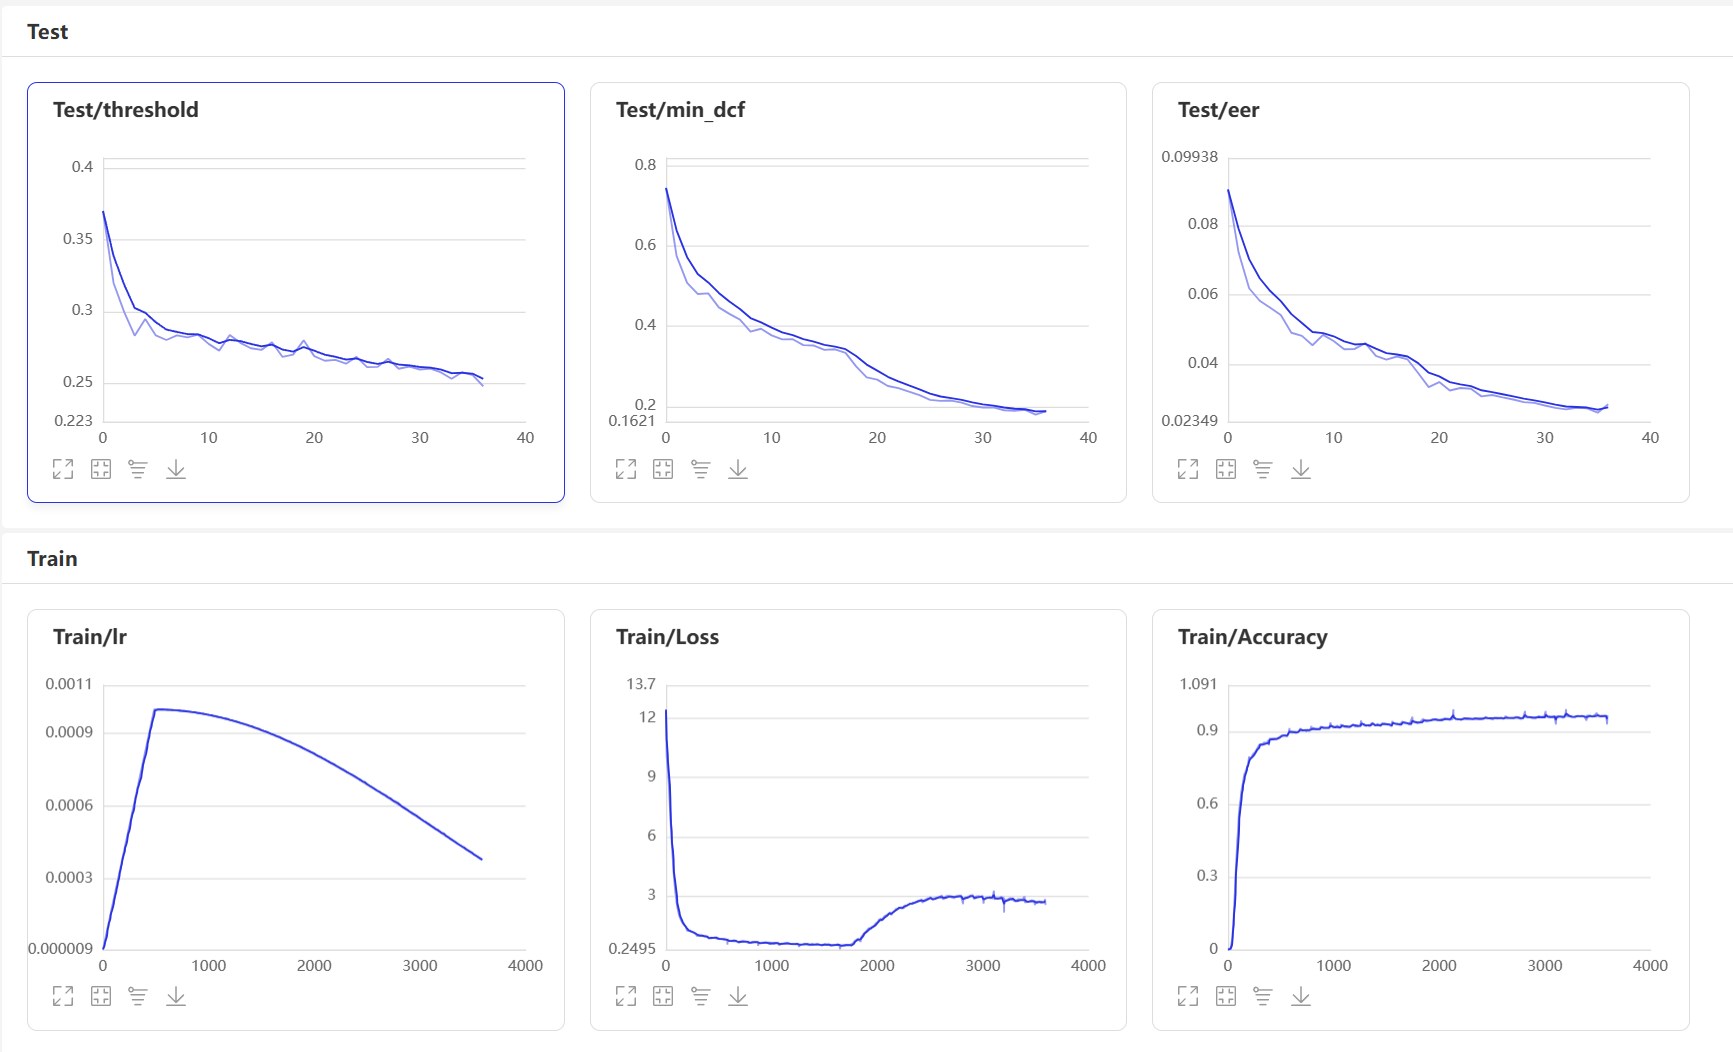 Test
Test/threshold
0.4
0.35
0.3
0.25
0.223
0 10 20 30 40
Test/min_dcf
0.8
0.6
0.4
0.2
0.1621
0 10 20 30 40
Test/eer
0.09938
0.08
0.06
0.04
0.02349
0 10 20 30 40
Train
Train/lr
0.0011
0.0009
0.0006
0.0003
0.000009
0 1000 2000 3000 4000
Train/Loss
13.7
12
9
6
3
0.2495
0 1000 2000 3000 4000
Train/Accuracy
1.091
0.9
0.6
0.3
0
0 1000 2000 3000 4000